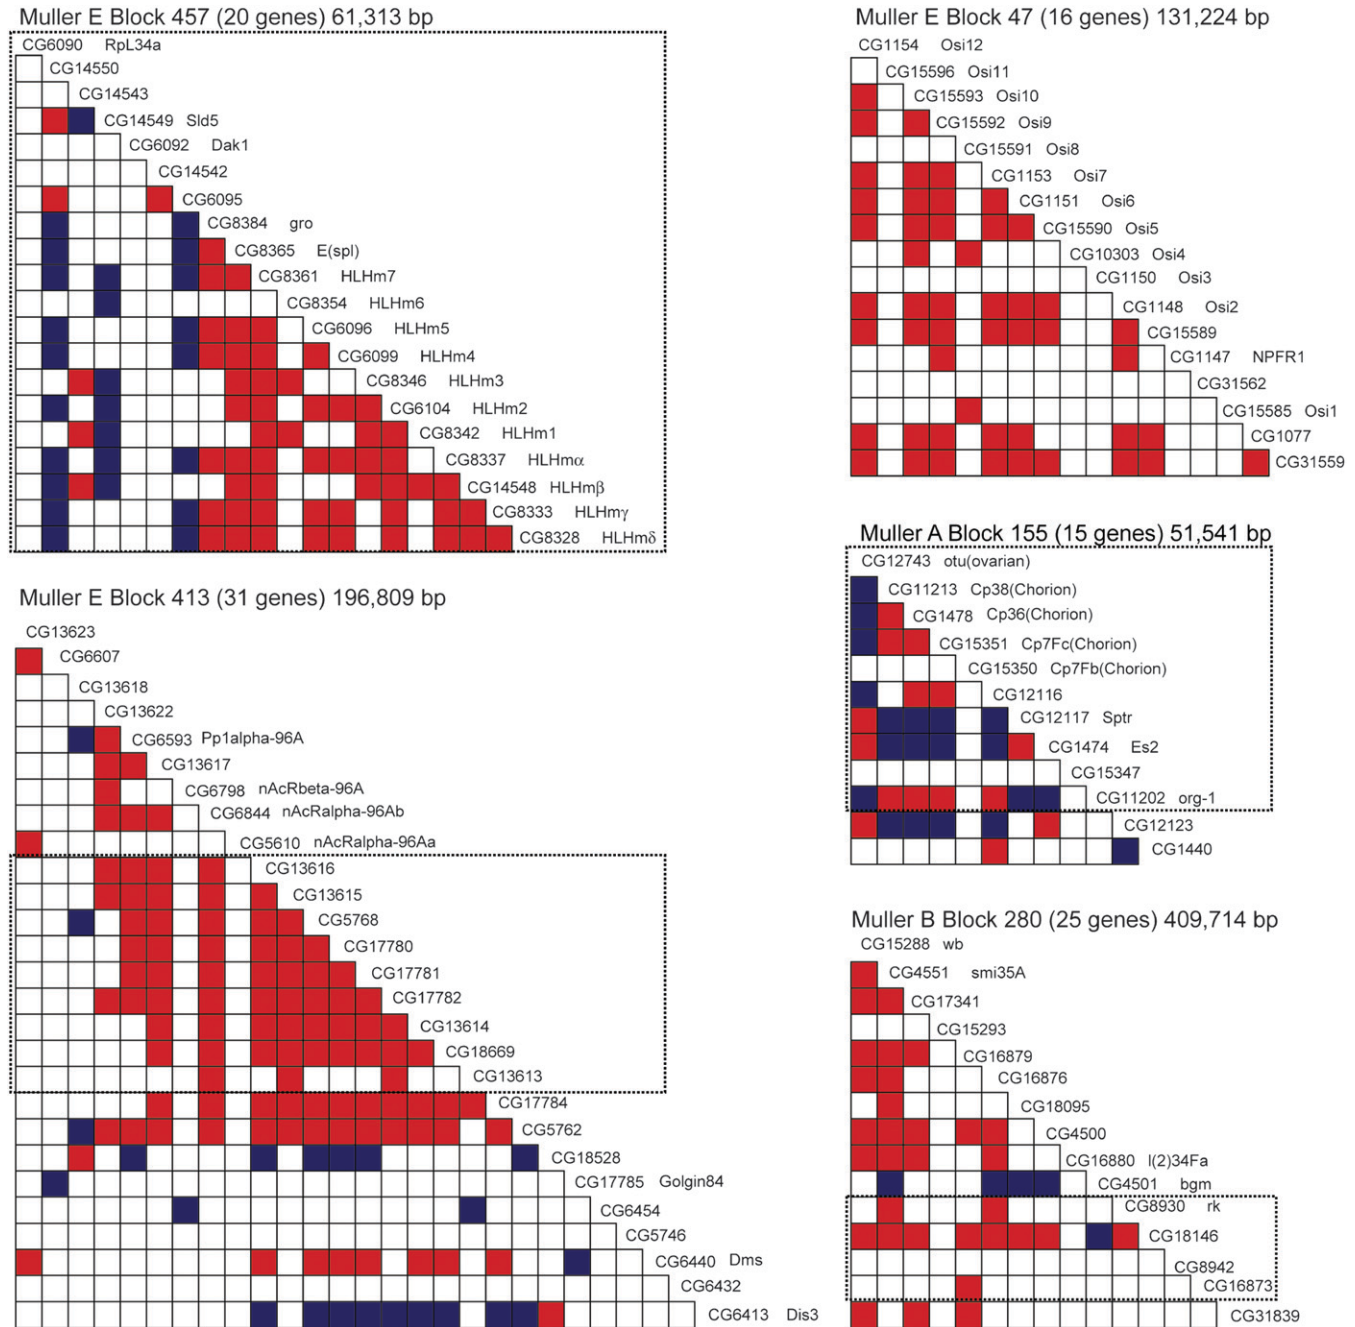 Muller E Block 457 (20 genes) 61,313 bp
CG6090 RpL34a
CG14550
CG14543
CG14549 Sld5
CG6092 Dak1
CG14542
CG6095
CG8384 gro
CG8365 E(spl)
CG8361 HLHm7
CG8354 HLHm6
CG6096 HLHm5
CG6099 HLHm4
CG8346 HLHm3
CG6104 HLHm2
CG8342 HLHm1
CG8337 HLHmα
CG14548 HLHmβ
CG8333 HLHmγ
CG8328 HLHmδ
Muller E Block 413 (31 genes) 196,809 bp
CG13623
CG6607
CG13618
CG13622
CG6593 Pp1alpha-96A
CG13617
CG6798 nAcRbeta-96A
CG6844 nAcRalpha-96Ab
CG5610 nAcRalpha-96Aa
CG13616
CG13615
CG5768
CG17780
CG17781
CG17782
CG13614
CG18669
CG13613
CG17784
CG5762
CG18528
CG17785 Golgin84
CG6454
CG5746
CG6440 Dms
CG6432
CG6413 Dis3
Muller E Block 47 (16 genes) 131,224 bp
CG1154 Osi12
CG15596 Osi11
CG15593 Osi10
CG15592 Osi9
CG15591 Osi8
CG1153 Osi7
CG1151 Osi6
CG15590 Osi5
CG10303 Osi4
CG1150 Osi3
CG1148 Osi2
CG15589
CG1147 NPFR1
CG31562
CG15585 Osi1
CG1077
CG31559
Muller A Block 155 (15 genes) 51,541 bp
CG12743 otu(ovarian)
CG11213 Cp38(Chorion)
CG1478 Cp36(Chorion)
CG15351 Cp7Fc(Chorion)
CG15350 Cp7Fb(Chorion)
CG12116
CG12117 Sptr
CG1474 Es2
CG15347
CG11202 org-1
CG12123
CG1440
Muller B Block 280 (25 genes) 409,714 bp
CG15288 wb
CG4551 smi35A
CG17341
CG15293
CG16879
CG16876
CG18095
CG4500
CG16880 l(2)34Fa
CG4501 bgm
CG8930 rk
CG18146
CG8942
CG16873
CG31839